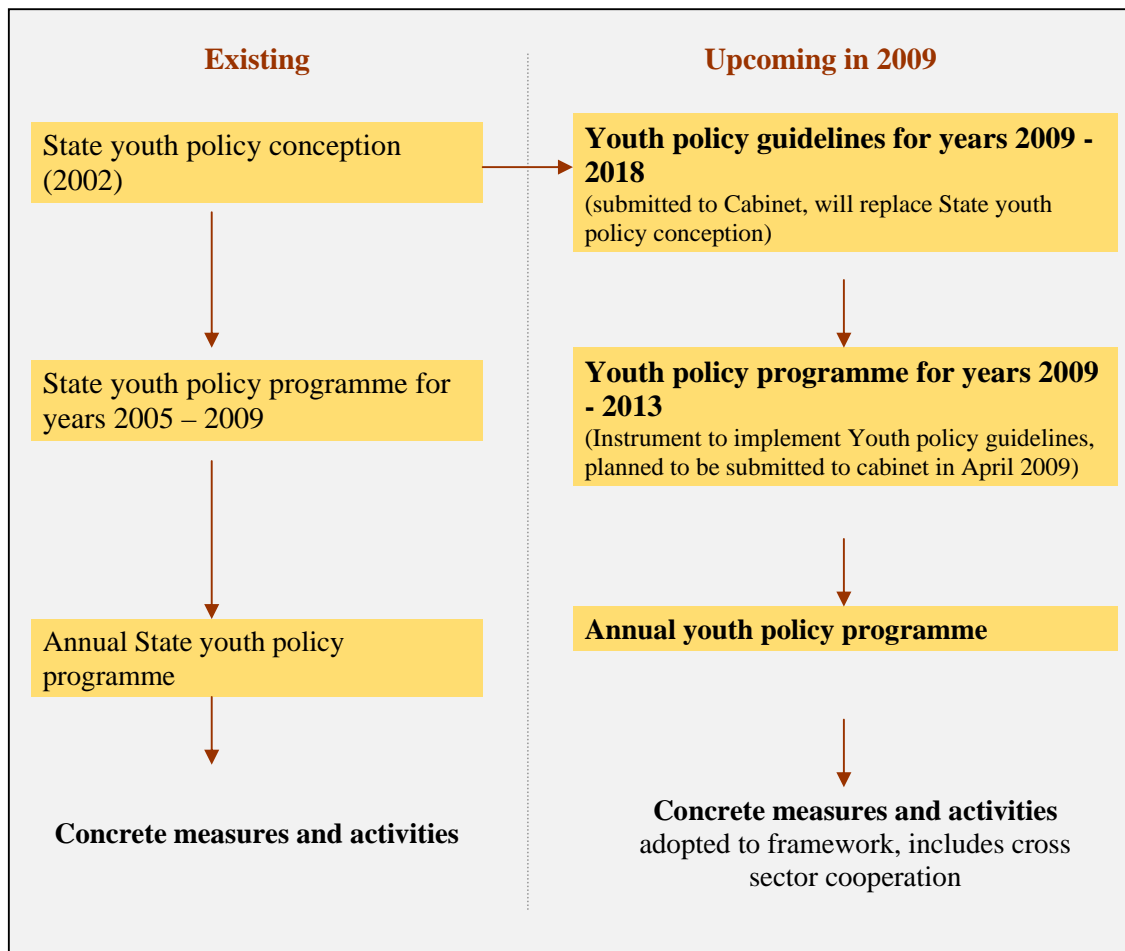 Existing
State youth policy conception
(2002)
State youth policy programme for
years 2005 – 2009
Annual State youth policy
programme
Concrete measures and activities
Upcoming in 2009
Youth policy guidelines for years 2009 -
2018
(submitted to Cabinet, will replace State youth
policy conception)
Youth policy programme for years 2009
- 2013
(Instrument to implement Youth policy guidelines,
planned to be submitted to cabinet in April 2009)
Annual youth policy programme
Concrete measures and activities
adopted to framework, includes cross
sector cooperation